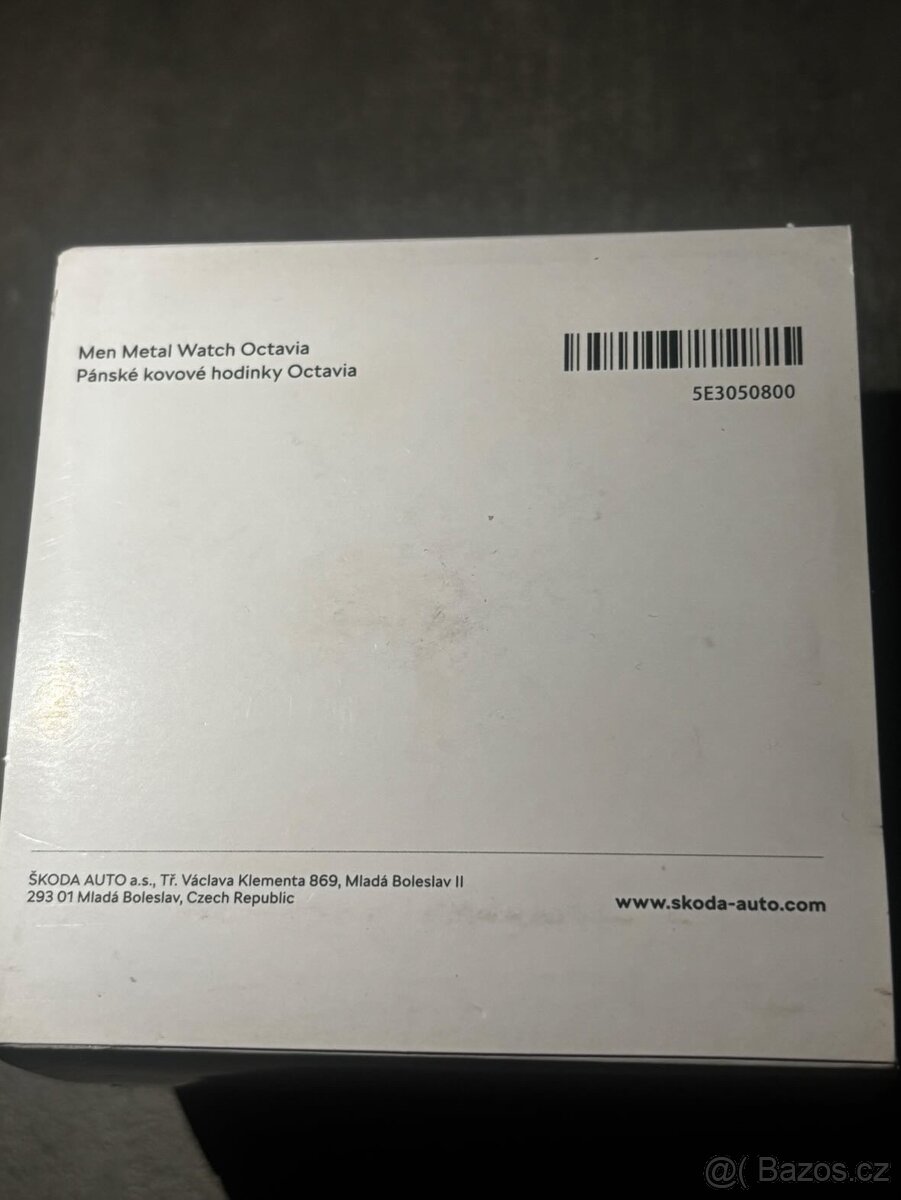 Men Metal Watch Octavia
Pánské kovové hodinky Octavia
5E3050800
ŠKODA AUTO a.s., Tř. Václava Klementa 869, Mladá Boleslav II
293 01 Mladá Boleslav, Czech Republic
www.skoda-auto.com
@( Bazos.cz